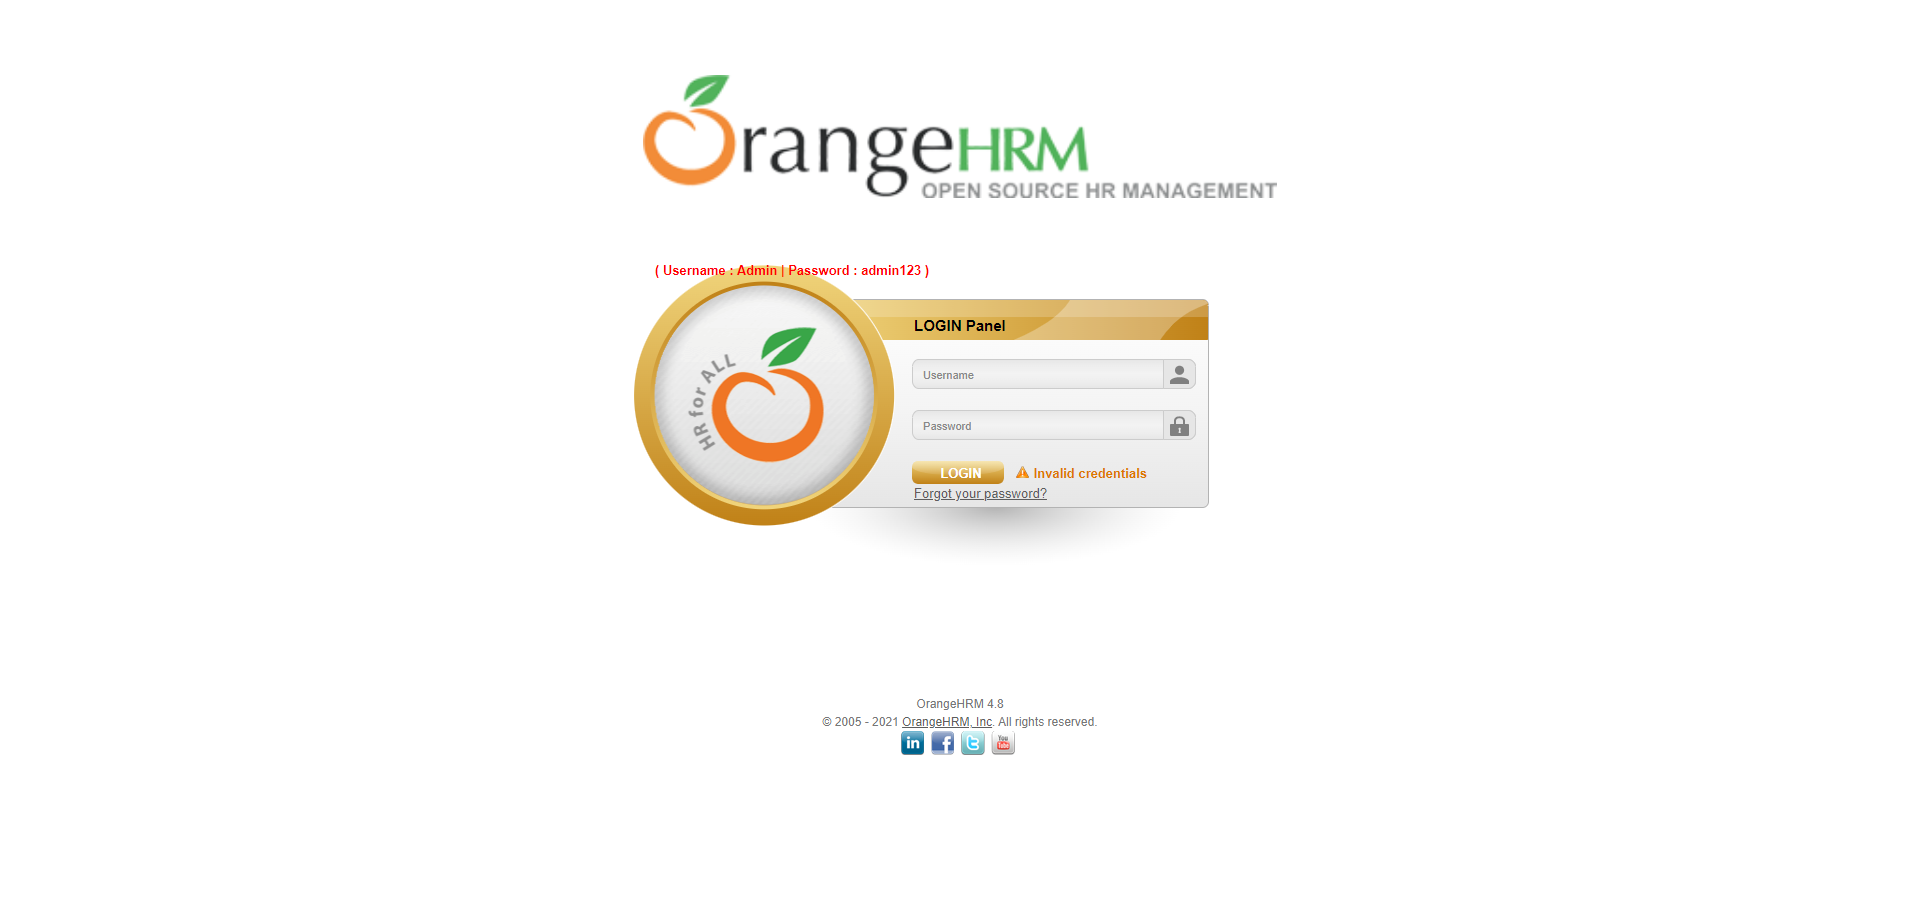 OrangeHRM
OPEN SOURCE HR MANAGEMENT
( Username : Admin | Password : admin123 )
HR for ALL
LOGIN Panel
Username
Password
LOGIN Invalid credentials
Forgot your password?
OrangeHRM 4.8
© 2005 - 2021 OrangeHRM, Inc. All rights reserved.
in f t You Tube